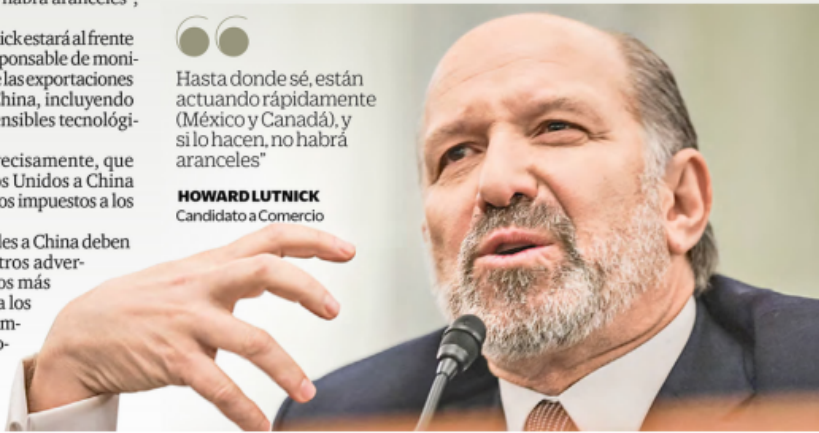 ick estará al frente
ponsable de moni-
las exportaciones
China, incluyendo
ensibles tecnológi-
recisamente, que
os Unidos a China
os impuestos a los
les a China deben
tros adver-
os más
a los
Hasta donde sé, están
actuando rápidamente
(México y Canadá), y
si lo hacen, no habrá
aranceles”
HOWARD LUTNICK
Candidato a Comercio